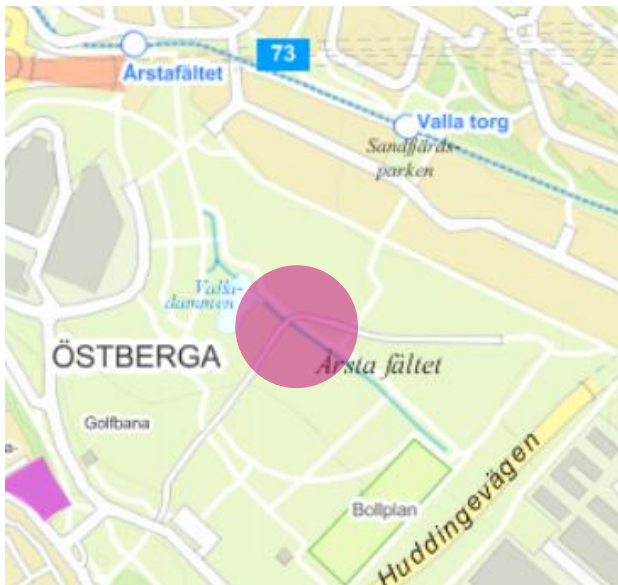 73
Årstafältet
Valla torg
Sandfjärds-
parken
Valla-
dammen
ÖSTBERGA
Årsta fältet
Golfbana
a-
Bollplan
Huddingevägen